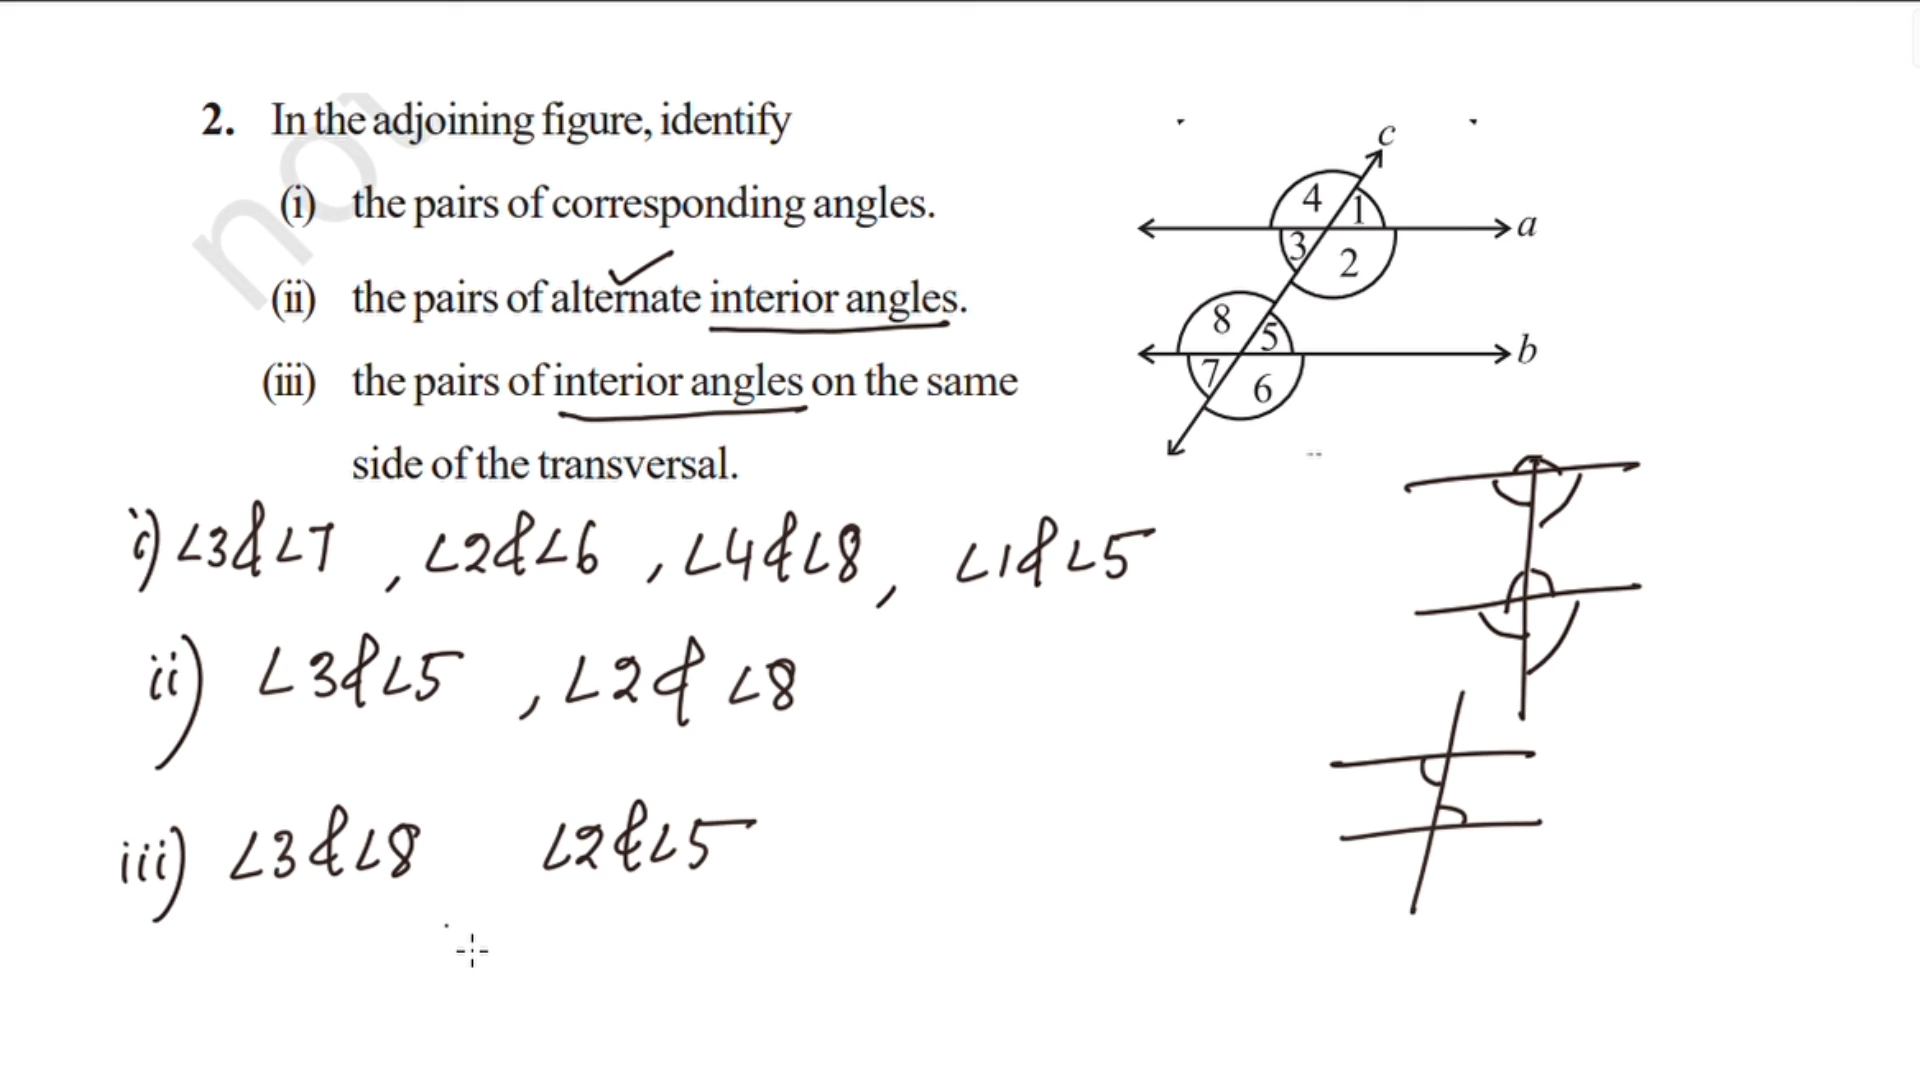 not
2. In the adjoining figure, identify
(i) the pairs of corresponding angles.
(ii) the pairs of alternate interior angles.
(iii) the pairs of interior angles on the same
side of the transversal.
c
4 1
a
3 2
8 5
b
7 6
i) ∠3 & ∠7 , ∠2 & ∠6 , ∠4 & ∠8 , ∠1 & ∠5
ii) ∠3 & ∠5 , ∠2 & ∠8
iii) ∠3 & ∠8 ∠2 & ∠5